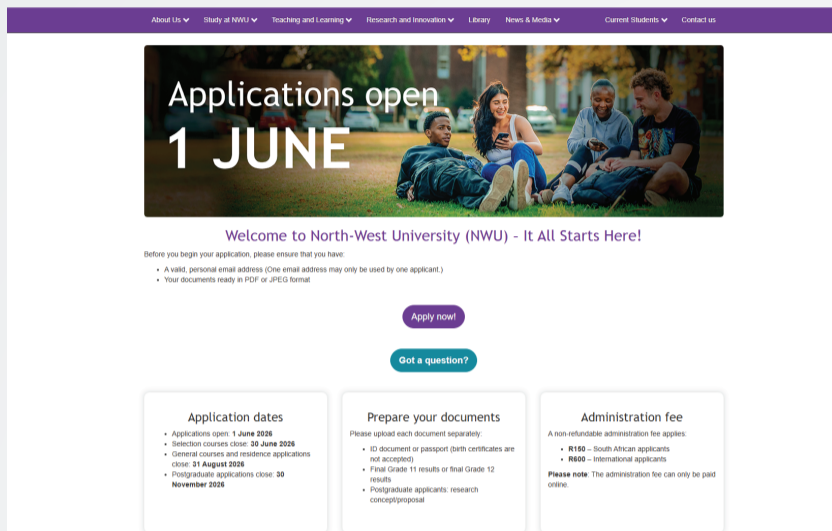 About Us Study at NWU Teaching and Learning Research and Innovation Library News & Media Current Students Contact us
Applications open
1 JUNE
Welcome to North-West University (NWU) - It All Starts Here!
Before you begin your application, please ensure that you have:
• A valid, personal email address (One email address may only be used by one applicant.)
• Your documents ready in PDF or JPEG format
Apply now!
Got a question?
Application dates
• Applications open: 1 June 2026
• Selection courses close: 30 June 2026
• General courses and residence applications
close: 31 August 2026
• Postgraduate applications close: 30
November 2026
Prepare your documents
Please upload each document separately:
• ID document or passport (birth certificates are
not accepted)
• Final Grade 11 results or final Grade 12
results
• Postgraduate applicants: research
concept/proposal
Administration fee
A non-refundable administration fee applies:
• R150 – South African applicants
• R600 – International applicants
Please note: The administration fee can only be paid
online.